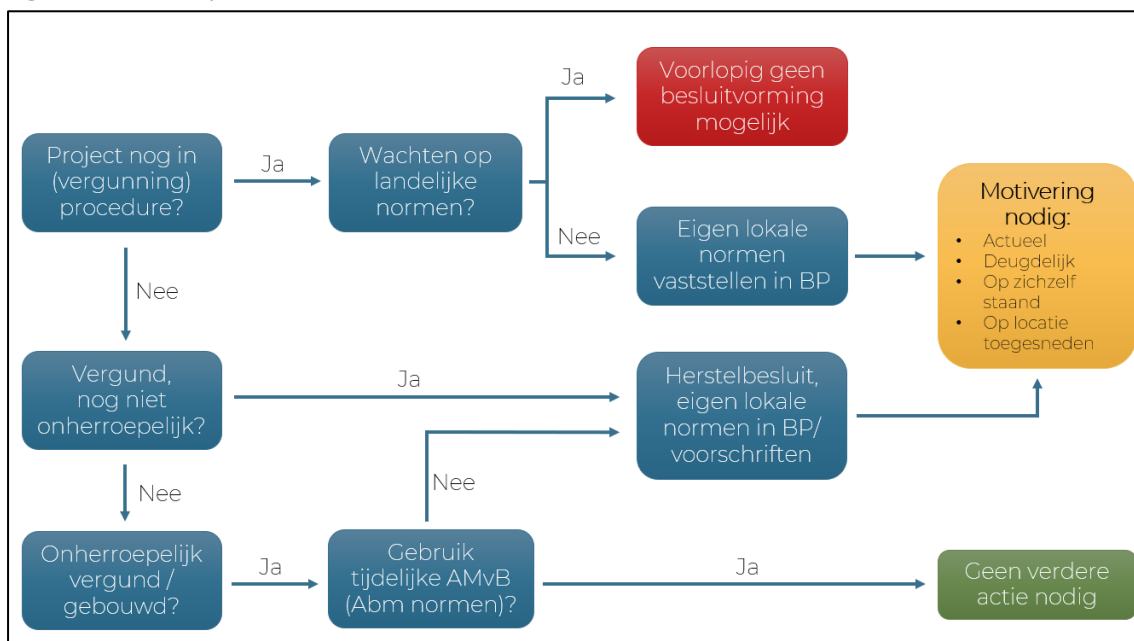 Project nog in
(vergunning)
procedure?
Ja
Wachten op
landelijke
normen?
Ja
Voorlopig geen
besluitvorming
mogelijk
Nee
Eigen lokale
normen
vaststellen in BP
Motivering
nodig:
• Actueel
• Deugdelijk
• Op zichzelf
staand
• Op locatie
toegesneden
Nee
Vergund,
nog niet
onherroepelijk?
Ja
Herstelbesluit,
eigen lokale
normen in BP/
voorschriften
Nee
Nee
Onherroepelijk
vergund /
gebouwd?
Ja
Gebruik
tijdelijke AMvB
(Abm normen)?
Ja
Geen verdere
actie nodig